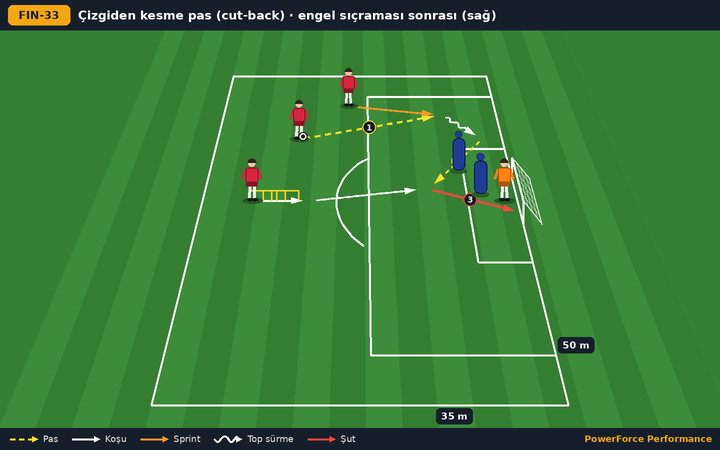 FIN-33
Çizgiden kesme pas (cut-back) · engel sıçraması sonrası (sağ)
1
3
50 m
35 m
Pas
Koşu
Sprint
Top sürme
Şut
PowerForce Performance